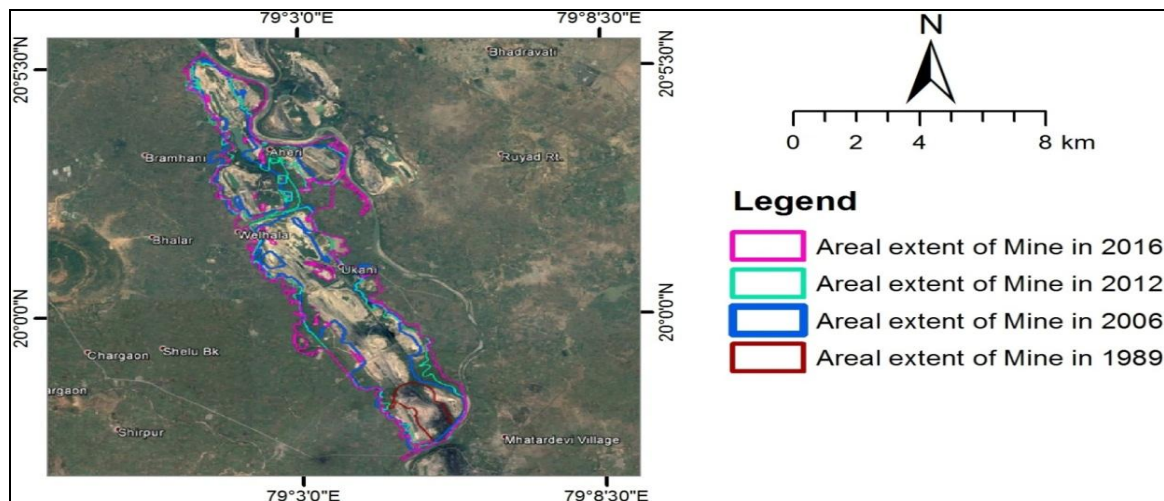 79°3'0"E
79°8'30"E
20°5'30"N
20°5'30"N
Bhadravati
Bramhani
Aheri
Ruyad Rt.
Bhalar
Welhala
Ukani
20°0'0"N
20°0'0"N
Chargaon
Shelu Bk
argaon
Shirpur
Mhatardevi Village
79°3'0"E
79°8'30"E
N
0 2 4 8 km
Legend
Areal extent of Mine in 2016
Areal extent of Mine in 2012
Areal extent of Mine in 2006
Areal extent of Mine in 1989